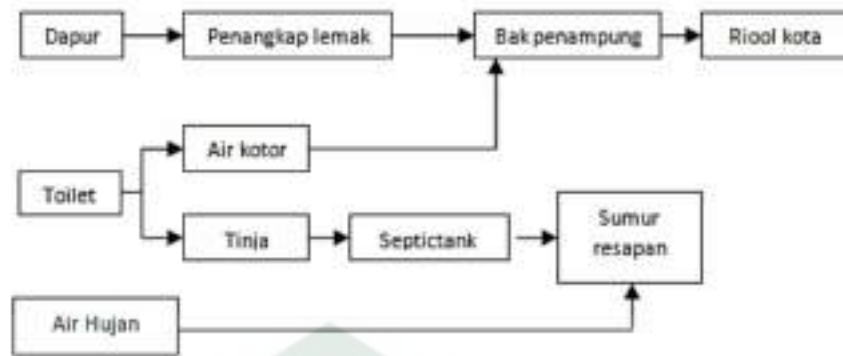 Dapur
Penangkap lemak
Bak penampung
Riool kota
Air kotor
Toilet
Tinja
Septictank
Sumur
resapan
Air Hujan